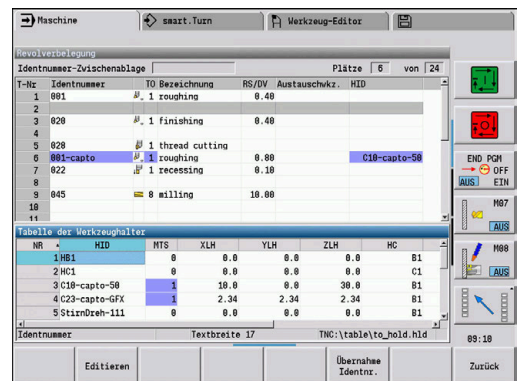 Maschine smart.Turn Werkzeug-Editor
Revolverbelegung
Identnummer-Zwischenablage Plätze 6 von 24
T-Nr Identnummer TO Bezeichnung RS/DV Austauschwkz. HID
1 001 1 roughing 0.40
2
3 020 1 finishing 0.40
4
5 028 1 thread cutting
6 001-capto 1 roughing 0.80 C10-capto-50
7 022 1 recessing 0.10
8
9 045 8 milling 10.00
10
11
Tabelle der Werkzeughalter
NR HID MTS XLH YLH ZLH HC
1 HB1 0 0.0 0.0 0.0 B1
2 HC1 0 0.0 0.0 0.0 C1
3 C10-capto-50 1 10.0 0.0 30.0 B1
4 C23-capto-GFX 1 2.34 2.34 2.34 B1
5 StirnDreh-111 0 0.0 0.0 0.0 B1
Identnummer Textbreite 17 TNC:\table\to_hold.hld
END PGM
OFF
AUS EIN
M07
AUS
M08
AUS
09:10
Editieren
Übernahme
Identnr.
Zurück